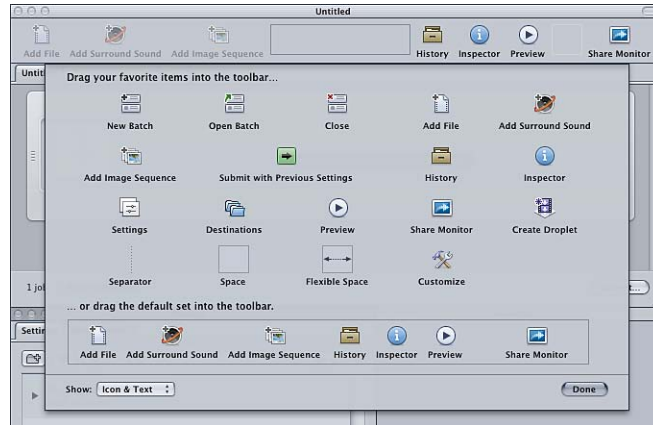 Untitled
Add File Add Surround Sound Add Image Sequence History Inspector Preview Share Monitor
Drag your favorite items into the toolbar...
New Batch Open Batch Close Add File Add Surround Sound
Add Image Sequence Submit with Previous Settings History Inspector
Settings Destinations Preview Share Monitor Create Droplet
Separator Space Flexible Space Customize
... or drag the default set into the toolbar.
Add File Add Surround Sound Add Image Sequence History Inspector Preview Share Monitor
Show: Icon & Text Done